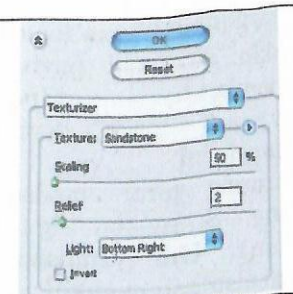 OK
Reset
Texturizer
Texture: Sandstone
Scaling 50 %
Relief 2
Light: Bottom Right
Invert